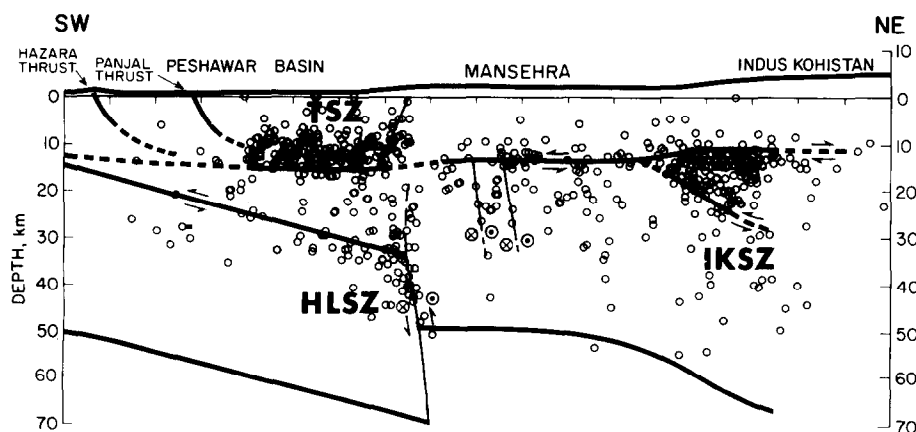 SW
NE
HAZARA
THRUST
PANJAL
THRUST
PESHAWAR BASIN
MANSEHRA
INDUS KOHISTAN
TSZ
HLSZ
IKSZ
DEPTH, km
0
10
20
30
40
50
60
70
10
0
10
20
30
40
50
60
70